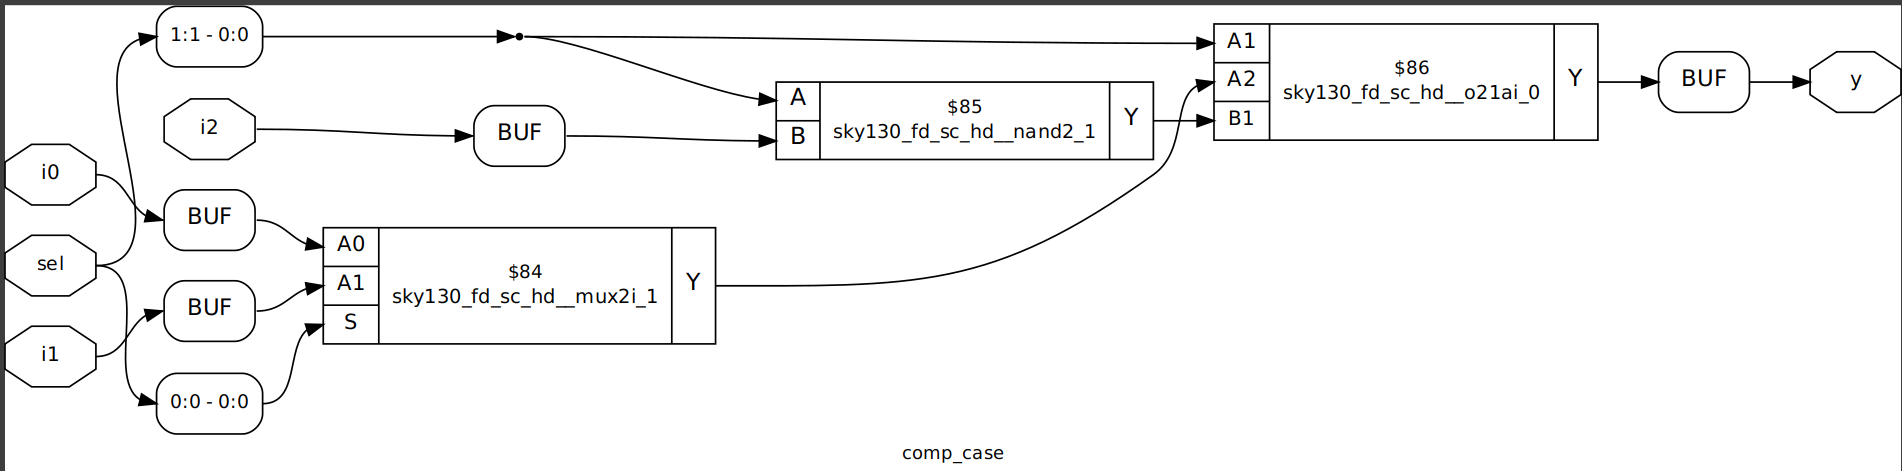 1:1 - 0:0
i2
BUF
i0
BUF
sel
BUF
i1
0:0 - 0:0
A0
A1
S
$84
sky130_fd_sc_hd__mux2i_1
Y
A
B
$85
sky130_fd_sc_hd__nand2_1
Y
A1
A2
B1
$86
sky130_fd_sc_hd__o21ai_0
Y
BUF
y
comp_case